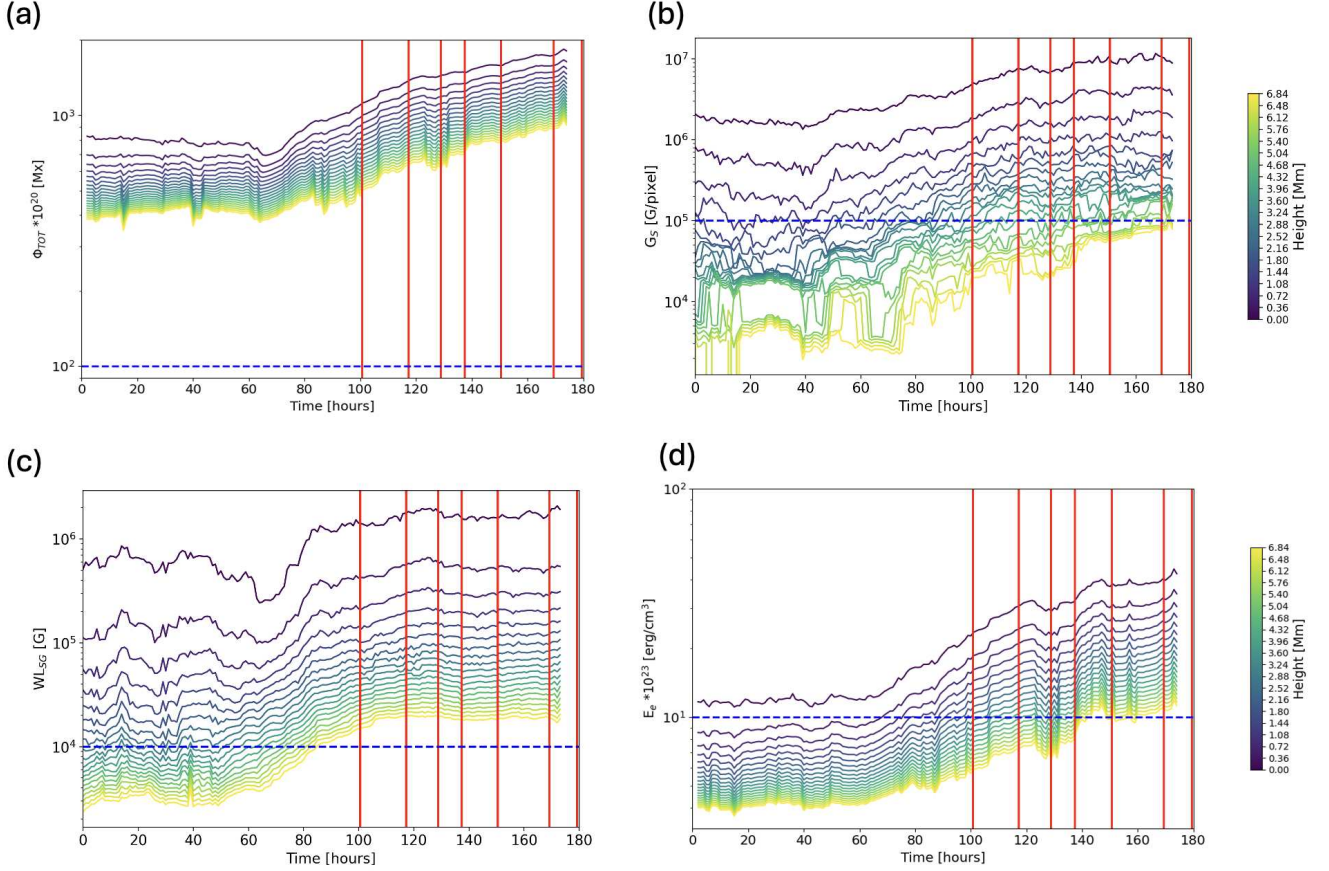 (a)
(b)
Φ_TOT *10^20 [Mx]
10^3
10^2
0 20 40 60 80 100 120 140 160 180
Time [hours]
G_S [G/pixel]
10^7
10^6
10^5
10^4
0 20 40 60 80 100 120 140 160 180
Time [hours]
6.84
6.48
6.12
5.76
5.40
5.04
4.68
4.32
3.96
3.60
3.24
2.88
2.52
2.16
1.80
1.44
1.08
0.72
0.36
0.00
Height [Mm]
(c)
(d)
WL_SG [G]
10^6
10^5
10^4
0 20 40 60 80 100 120 140 160 180
Time [hours]
E_e *10^23 [erg/cm^3]
10^2
10^1
0 20 40 60 80 100 120 140 160 180
Time [hours]
6.84
6.48
6.12
5.76
5.40
5.04
4.68
4.32
3.96
3.60
3.24
2.88
2.52
2.16
1.80
1.44
1.08
0.72
0.36
0.00
Height [Mm]